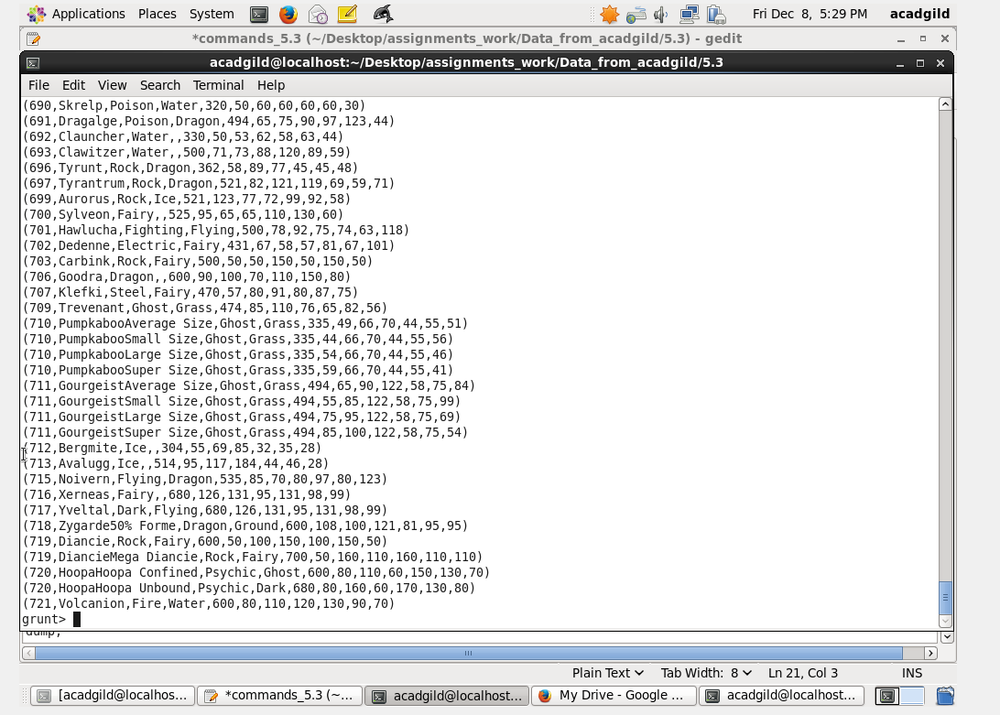 Applications Places System Fri Dec 8, 5:29 PM acadgild
*commands_5.3 (~/Desktop/assignments_work/Data_from_acadgild/5.3) - gedit
acadgild@localhost:~/Desktop/assignments_work/Data_from_acadgild/5.3
File Edit View Search Terminal Help
(690,Skrelp,Poison,Water,320,50,60,60,60,60,30)
(691,Dragalge,Poison,Dragon,494,65,75,90,97,123,44)
(692,Clauncher,Water,,330,50,53,62,58,63,44)
(693,Clawitzer,Water,,500,71,73,88,120,89,59)
(696,Tyrunt,Rock,Dragon,362,58,89,77,45,45,48)
(697,Tyrantrum,Rock,Dragon,521,82,121,119,69,59,71)
(699,Aurorus,Rock,Ice,521,123,77,72,99,92,58)
(700,Sylveon,Fairy,,525,95,65,65,110,130,60)
(701,Hawlucha,Fighting,Flying,500,78,92,75,74,63,118)
(702,Dedenne,Electric,Fairy,431,67,58,57,81,67,101)
(703,Carbink,Rock,Fairy,500,50,50,150,50,150,50)
(706,Goodra,Dragon,,600,90,100,70,110,150,80)
(707,Klefki,Steel,Fairy,470,57,80,91,80,87,75)
(709,Trevenant,Ghost,Grass,474,85,110,76,65,82,56)
(710,PumpkabooAverage Size,Ghost,Grass,335,49,66,70,44,55,51)
(710,PumpkabooSmall Size,Ghost,Grass,335,44,66,70,44,55,56)
(710,PumpkabooLarge Size,Ghost,Grass,335,54,66,70,44,55,46)
(710,PumpkabooSuper Size,Ghost,Grass,335,59,66,70,44,55,41)
(711,GourgeistAverage Size,Ghost,Grass,494,65,90,122,58,75,84)
(711,GourgeistSmall Size,Ghost,Grass,494,55,85,122,58,75,99)
(711,GourgeistLarge Size,Ghost,Grass,494,75,95,122,58,75,69)
(711,GourgeistSuper Size,Ghost,Grass,494,85,100,122,58,75,54)
(712,Bergmite,Ice,,304,55,69,85,32,35,28)
(713,Avalugg,Ice,,514,95,117,184,44,46,28)
(715,Noivern,Flying,Dragon,535,85,70,80,97,80,123)
(716,Xerneas,Fairy,,680,126,131,95,131,98,99)
(717,Yveltal,Dark,Flying,680,126,131,95,131,98,99)
(718,Zygarde50% Forme,Dragon,Ground,600,108,100,121,81,95,95)
(719,Diancie,Rock,Fairy,600,50,100,150,100,150,50)
(719,DiancieMega Diancie,Rock,Fairy,700,50,160,110,160,110,110)
(720,HoopaHoopa Confined,Psychic,Ghost,600,80,110,60,150,130,70)
(720,HoopaHoopa Unbound,Psychic,Dark,680,80,160,60,170,130,80)
(721,Volcanion,Fire,Water,600,80,110,120,130,90,70)
grunt>
dump,
Plain Text Tab Width: 8 Ln 21, Col 3 INS
[acadgild@localhos... *commands_5.3 (~/... acadgild@localhost... My Drive - Google ... acadgild@localhost...